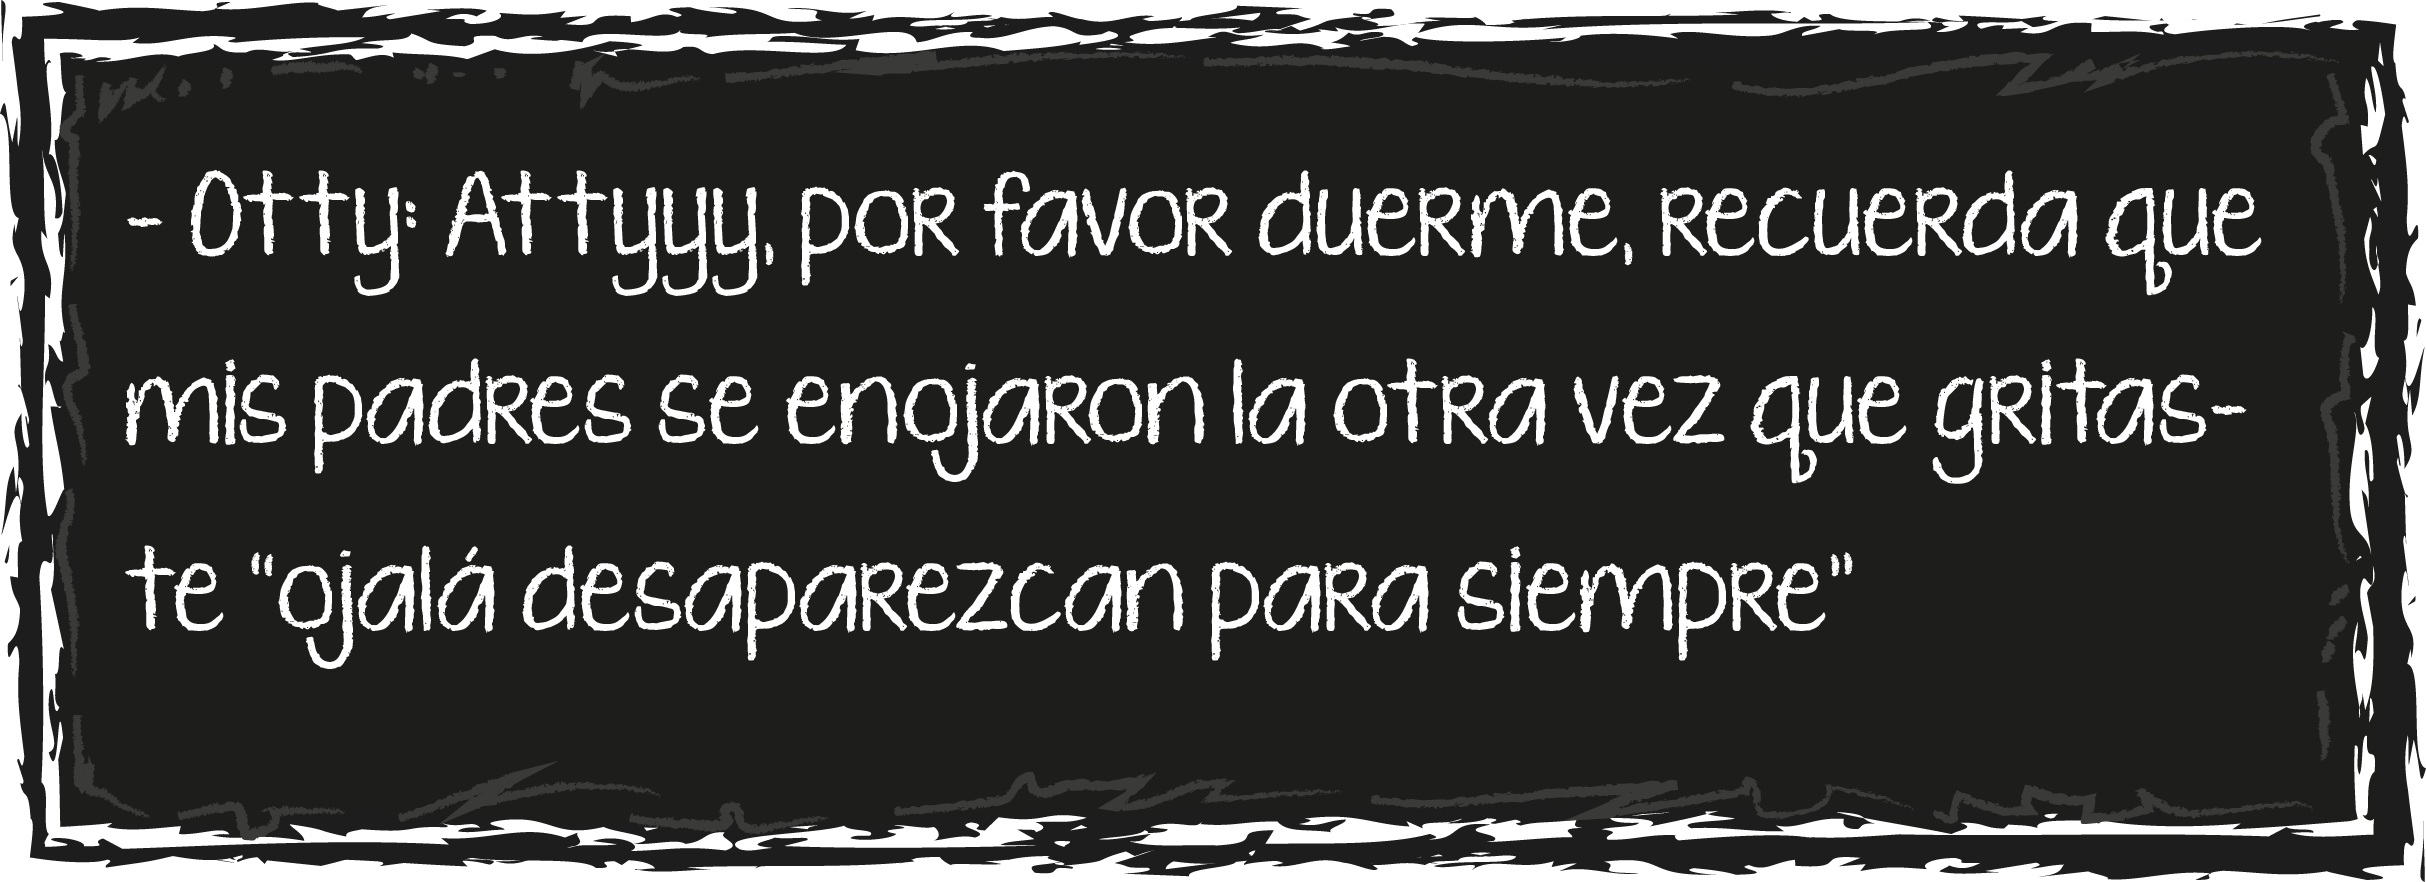 - Otty: Attyyy, por favor duerme, recuerda que
mis padres se enojaron la otra vez que gritas-
te “ojalá desaparezcan para siempre”